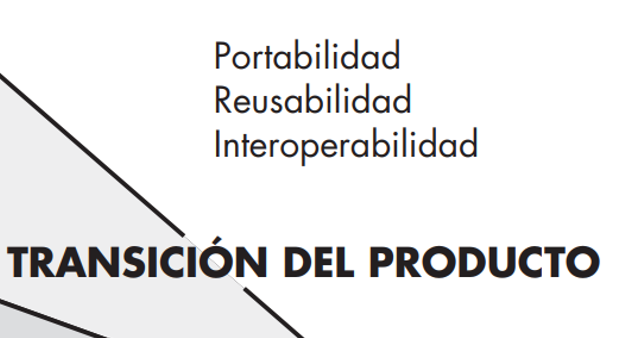 Portabilidad
Reusabilidad
Interoperabilidad
TRANSICIÓN DEL PRODUCTO